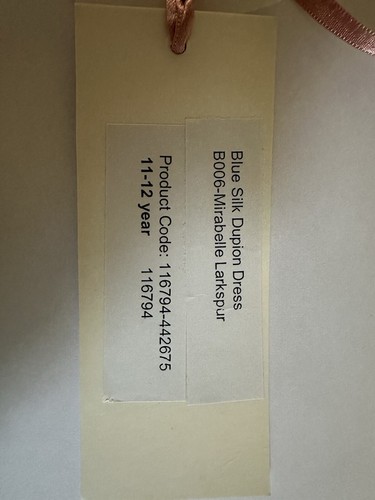 Blue Silk Dupion Dress
B006-Mirabelle Larkspur
Product Code: 116794-442675
11-12 year 116794